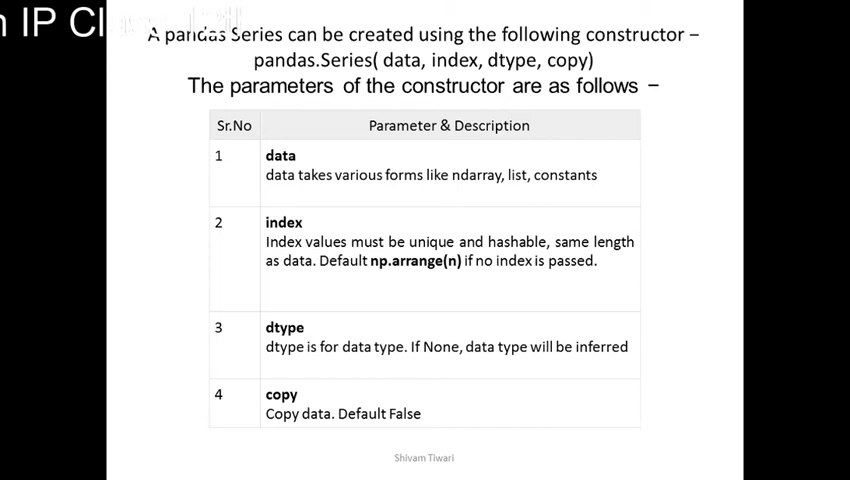 IP Cl
A pandas Series can be created using the following constructor –
pandas.Series( data, index, dtype, copy)
The parameters of the constructor are as follows –
Sr.No Parameter & Description
1 data
data takes various forms like ndarray, list, constants
2 index
Index values must be unique and hashable, same length
as data. Default np.arrange(n) if no index is passed.
3 dtype
dtype is for data type. If None, data type will be inferred
4 copy
Copy data. Default False
Shivam Tiwari